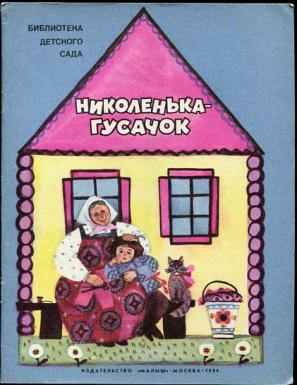 БИБЛИОТЕКА
ДЕТСКОГО
САДА
НИКОЛЕНЬКА-
ГУСАЧОК
ИЗДАТЕЛЬСТВО «МАЛЫШ» · МОСКВА · 1986